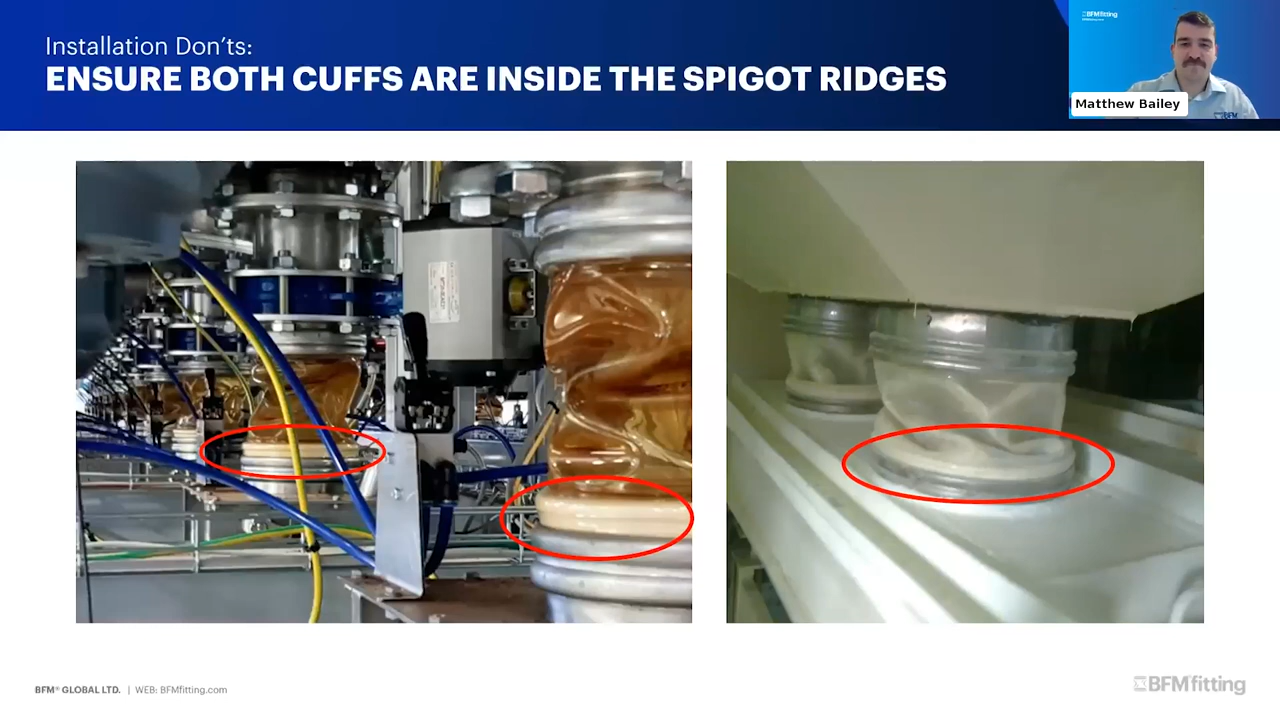 Installation Don'ts:
ENSURE BOTH CUFFS ARE INSIDE THE SPIGOT RIDGES
BFMfitting
Matthew Bailey
BFM® GLOBAL LTD. | WEB: BFMfitting.com
BFMfitting